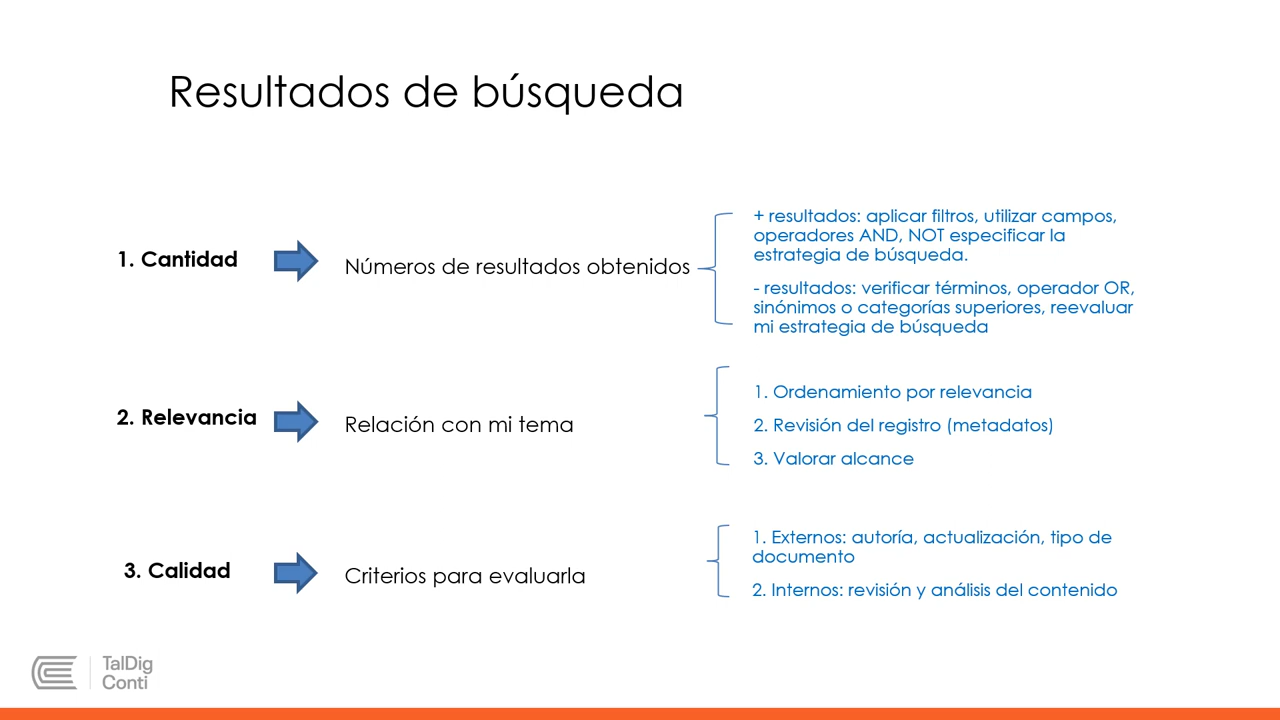 Resultados de búsqueda
1. Cantidad
Números de resultados obtenidos
+ resultados: aplicar filtros, utilizar campos,
operadores AND, NOT especificar la
estrategia de búsqueda.
- resultados: verificar términos, operador OR,
sinónimos o categorías superiores, reevaluar
mi estrategia de búsqueda
2. Relevancia
Relación con mi tema
1. Ordenamiento por relevancia
2. Revisión del registro (metadatos)
3. Valorar alcance
3. Calidad
Criterios para evaluarla
1. Externos: autoría, actualización, tipo de
documento
2. Internos: revisión y análisis del contenido
TalDig
Conti